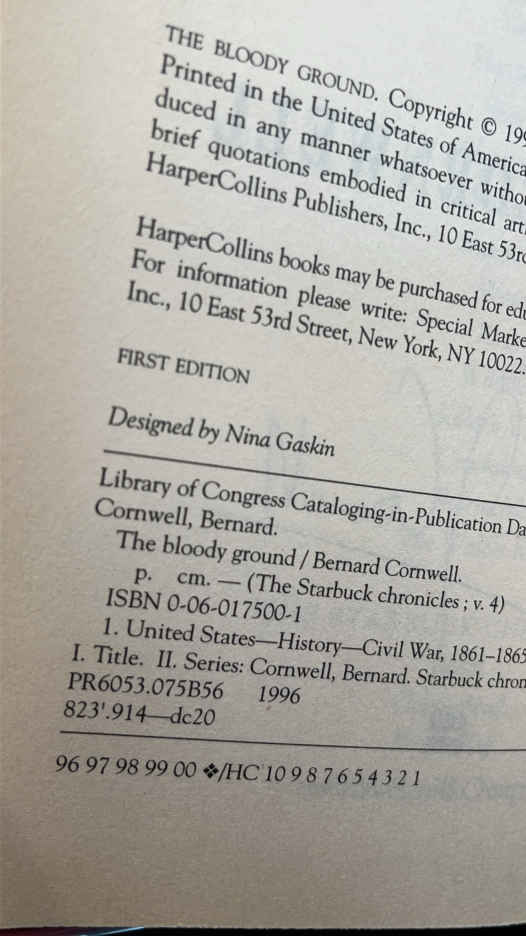 THE BLOODY GROUND. Copyright © 199
Printed in the United States of America
duced in any manner whatsoever witho
brief quotations embodied in critical art
HarperCollins Publishers, Inc., 10 East 53r
HarperCollins books may be purchased for edu
For information please write: Special Marke
Inc., 10 East 53rd Street, New York, NY 10022.
FIRST EDITION
Designed by Nina Gaskin
Library of Congress Cataloging-in-Publication Da
Cornwell, Bernard.
The bloody ground / Bernard Cornwell.
p. cm. — (The Starbuck chronicles ; v. 4)
ISBN 0-06-017500-1
1. United States—History—Civil War, 1861–1865
I. Title. II. Series: Cornwell, Bernard. Starbuck chron
PR6053.075B56 1996
823'.914—dc20
96 97 98 99 00 ❖/HC 10 9 8 7 6 5 4 3 2 1